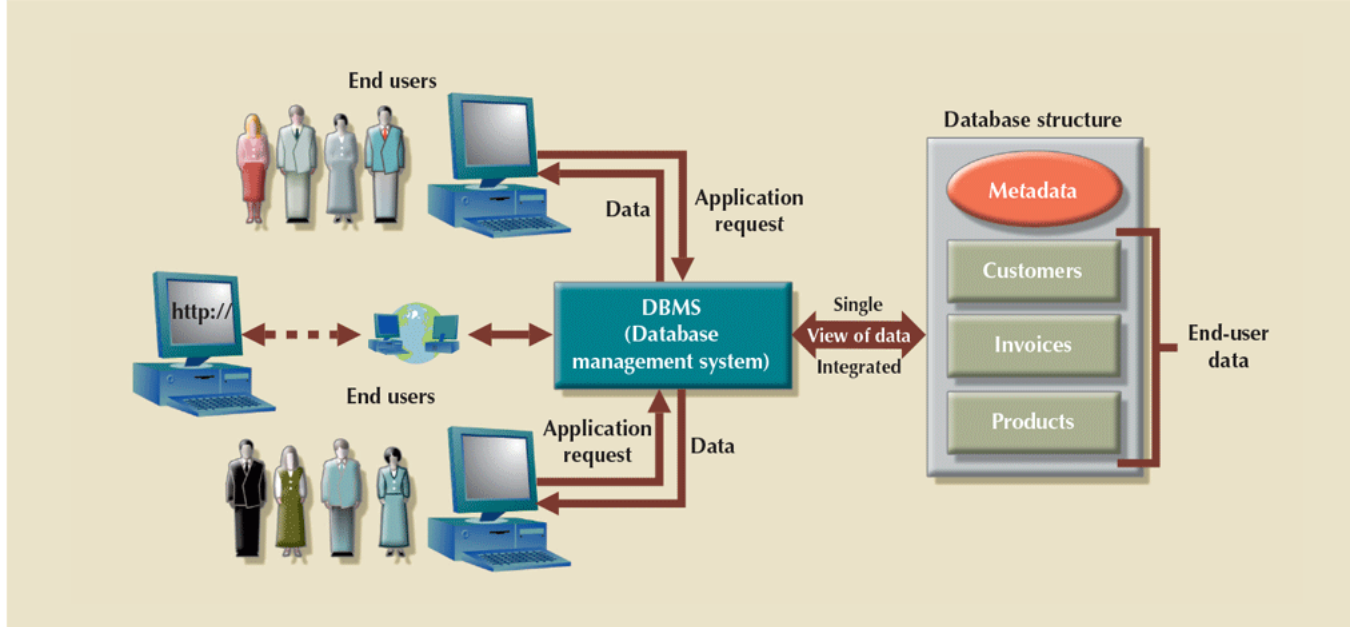 End users
Database structure
Metadata
Data
Application
request
Customers
http://
DBMS
(Database
management system)
Single
View of data
Integrated
Invoices
End-user
data
End users
Application
request
Data
Products